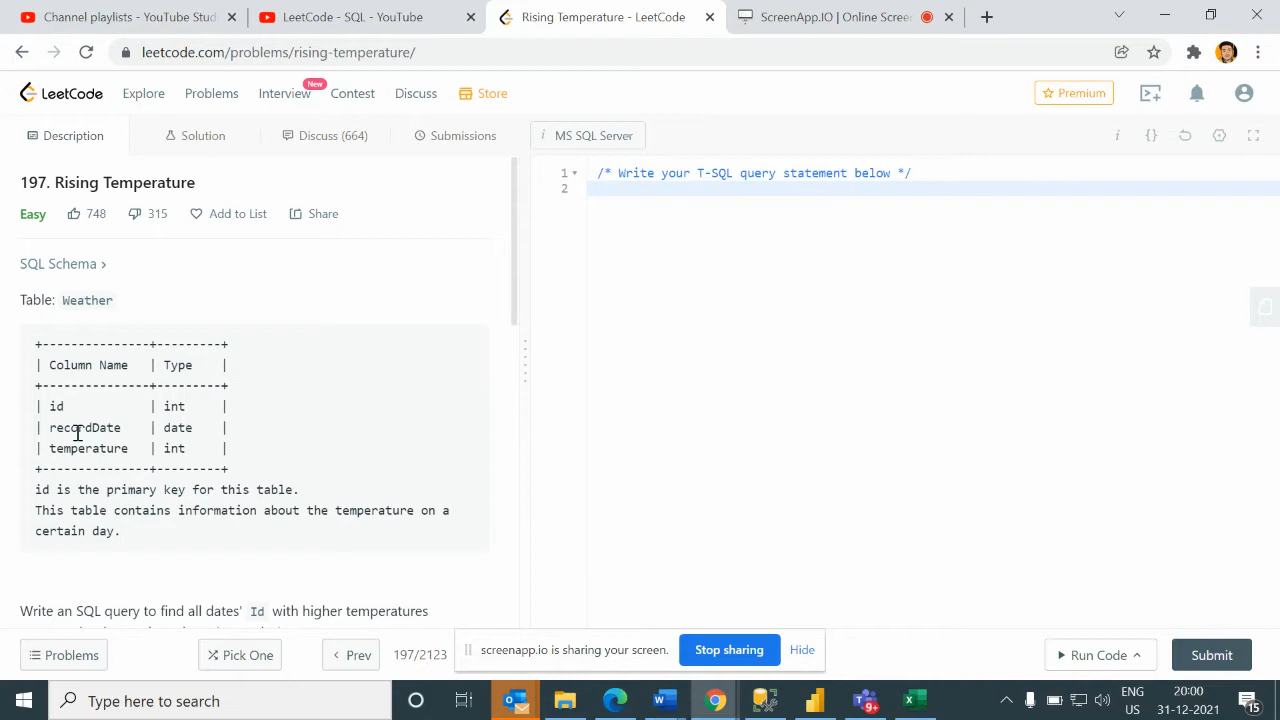 Channel playlists - YouTube Stud
LeetCode - SQL - YouTube
Rising Temperature - LeetCode
ScreenApp.IO | Online Screen
leetcode.com/problems/rising-temperature/
LeetCode
Explore
Problems
Interview
New
Contest
Discuss
Store
Premium
Description
Solution
Discuss (664)
Submissions
i
MS SQL Server
i
{}
197. Rising Temperature
Easy
748
315
Add to List
Share
SQL Schema >
Table: Weather
+---------------+---------+
| Column Name   | Type    |
+---------------+---------+
| id            | int     |
| recordDate    | date    |
| temperature   | int     |
+---------------+---------+
id is the primary key for this table.
This table contains information about the temperature on a
certain day.
Write an SQL query to find all dates' Id with higher temperatures
1
/* Write your T-SQL query statement below */
2
Problems
Pick One
Prev
197/2123
screenapp.io is sharing your screen.
Stop sharing
Hide
Run Code
Submit
Type here to search
9+
ENG
US
20:00
31-12-2021
15